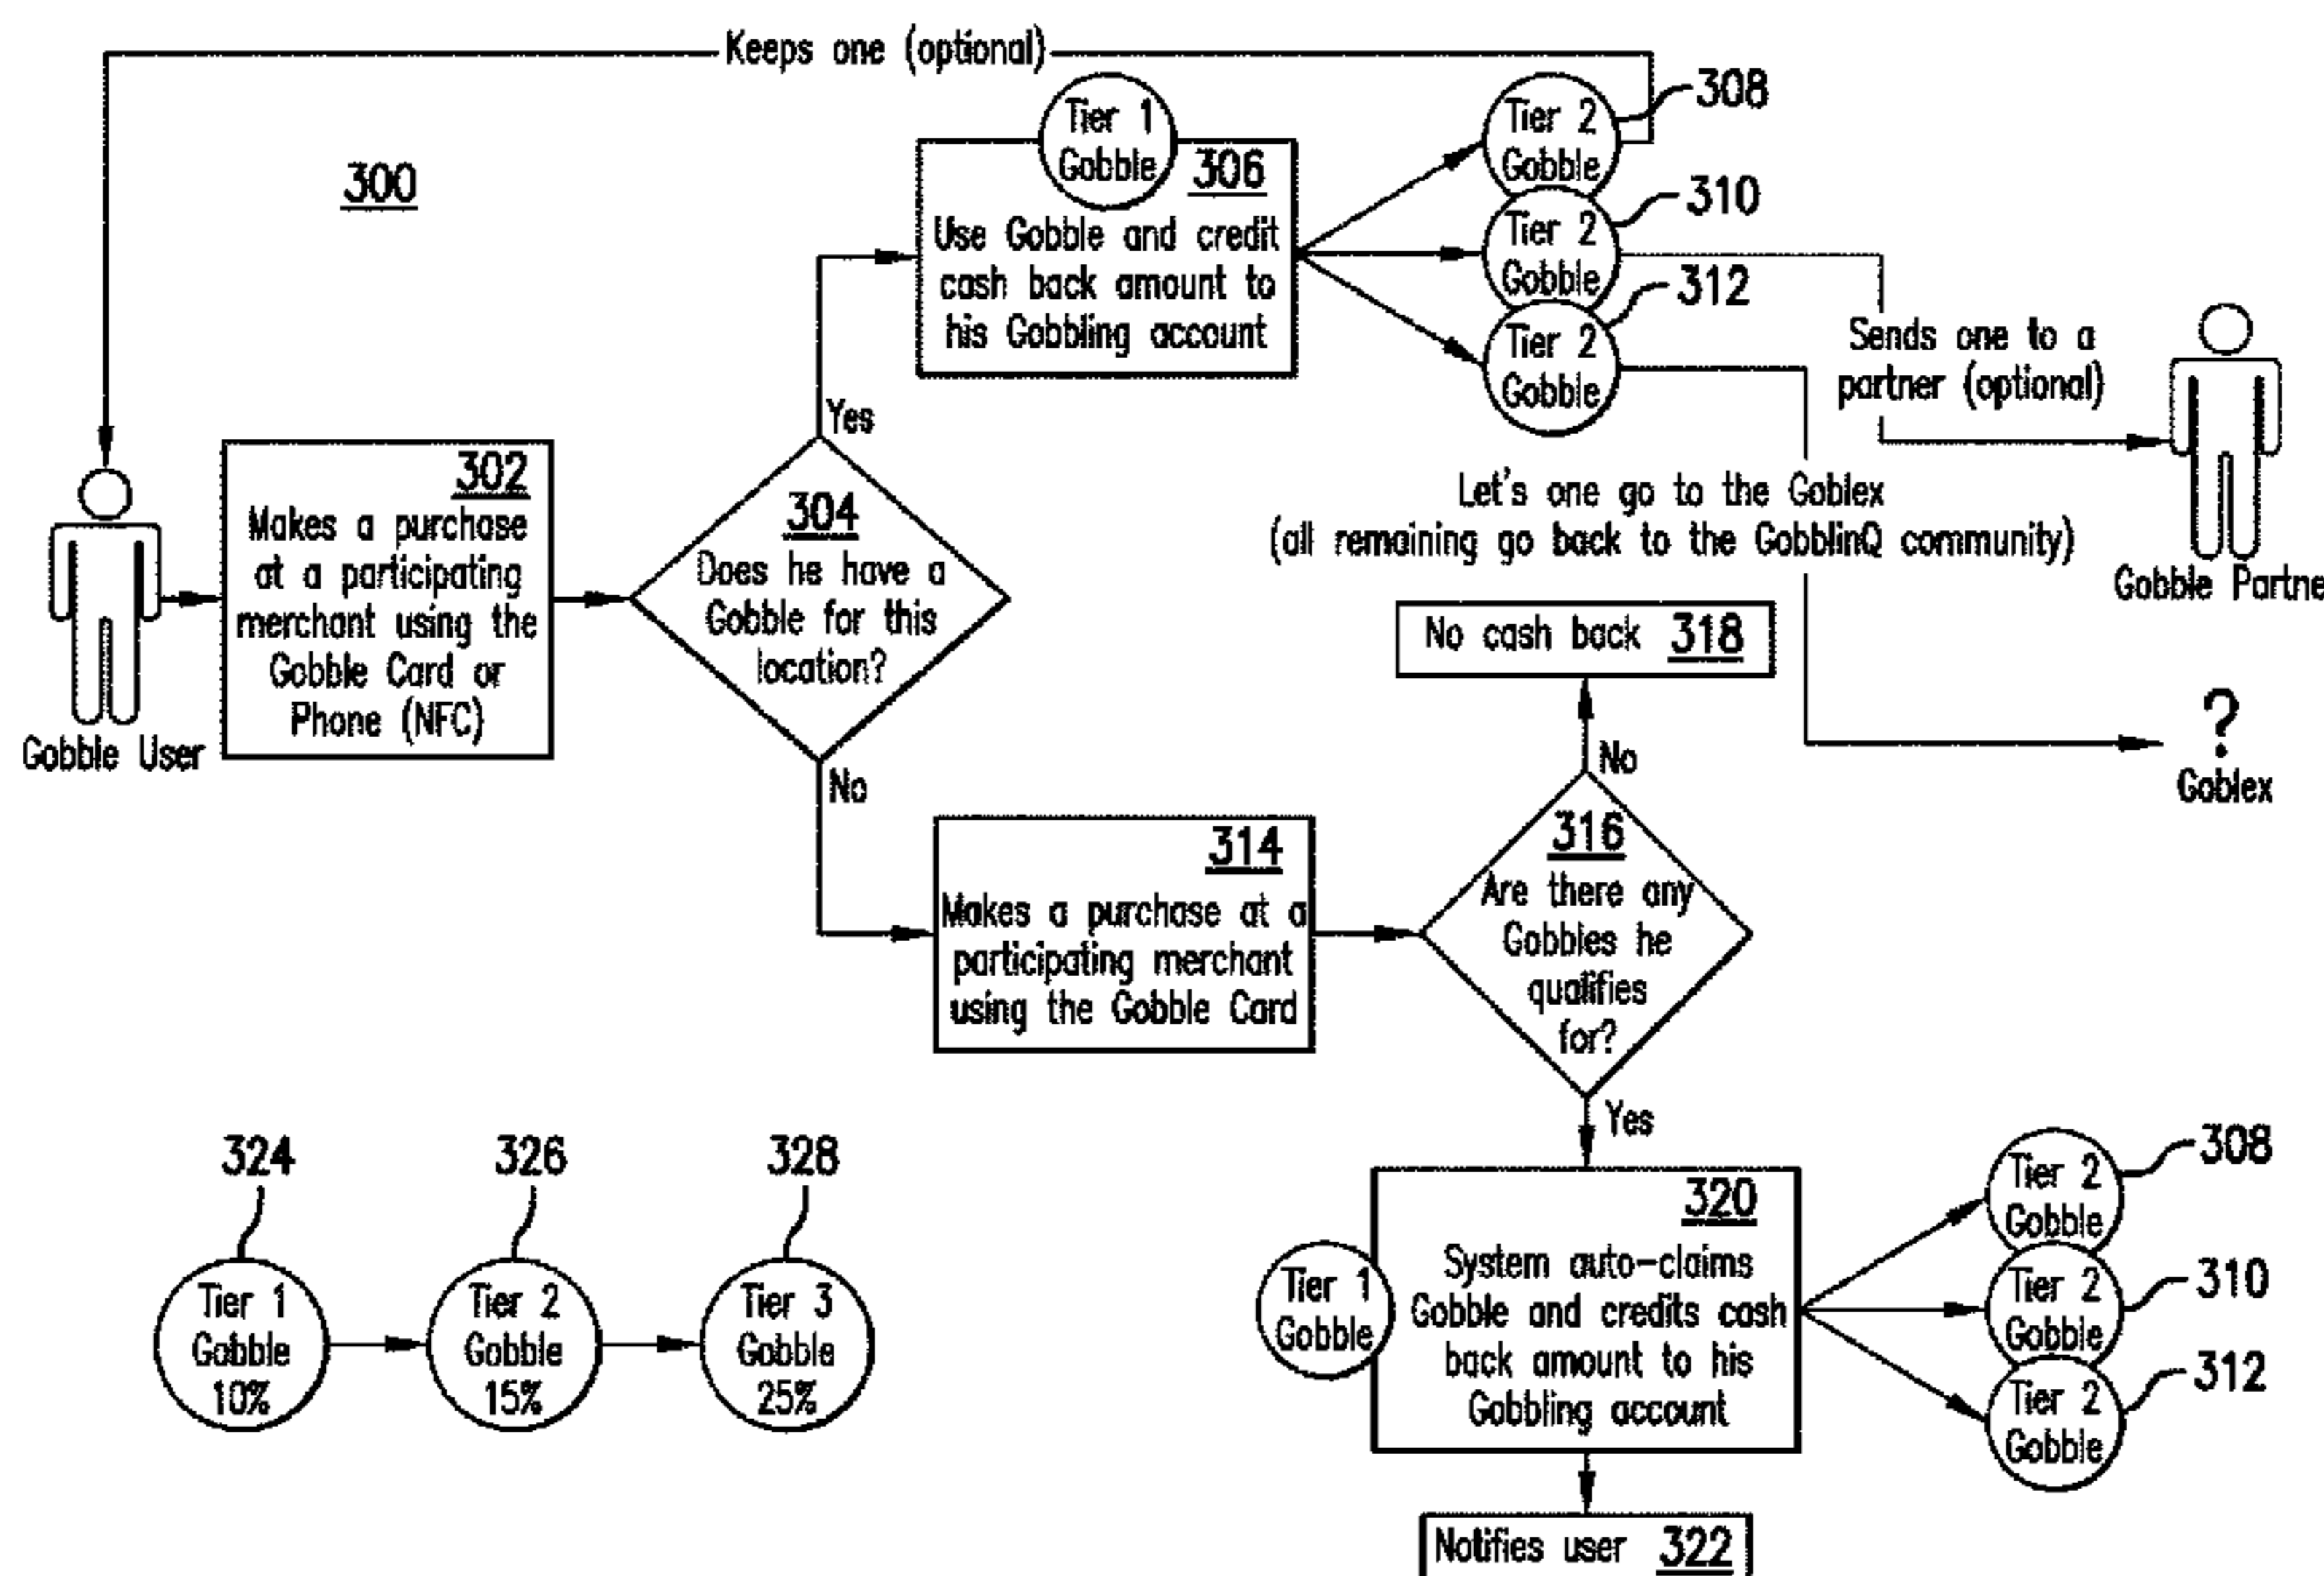 Keeps one (optional)
300
Tier 1
Gobble
306
Use Gobble and credit
cash back amount to
his Gobbling account
Tier 2
Gobble
308
Tier 2
Gobble
310
Tier 2
Gobble
312
Sends one to a
partner (optional)
Gobble Partne
Let's one go to the Goblex
(all remaining go back to the GobblinQ community)
?
Goblex
Gobble User
302
Makes a purchase
at a participating
merchant using the
Gobble Card or
Phone (NFC)
Yes
304
Does he have a
Gobble for this
location?
No
314
Makes a purchase at a
participating merchant
using the Gobble Card
No cash back 318
No
316
Are there any
Gobbles he
qualifies
for?
Yes
Tier 1
Gobble
320
System auto-claims
Gobble and credits cash
back amount to his
Gobbling account
Tier 2
Gobble
308
Tier 2
Gobble
310
Tier 2
Gobble
312
Notifies user 322
324
Tier 1
Gobble
10%
326
Tier 2
Gobble
15%
328
Tier 3
Gobble
25%